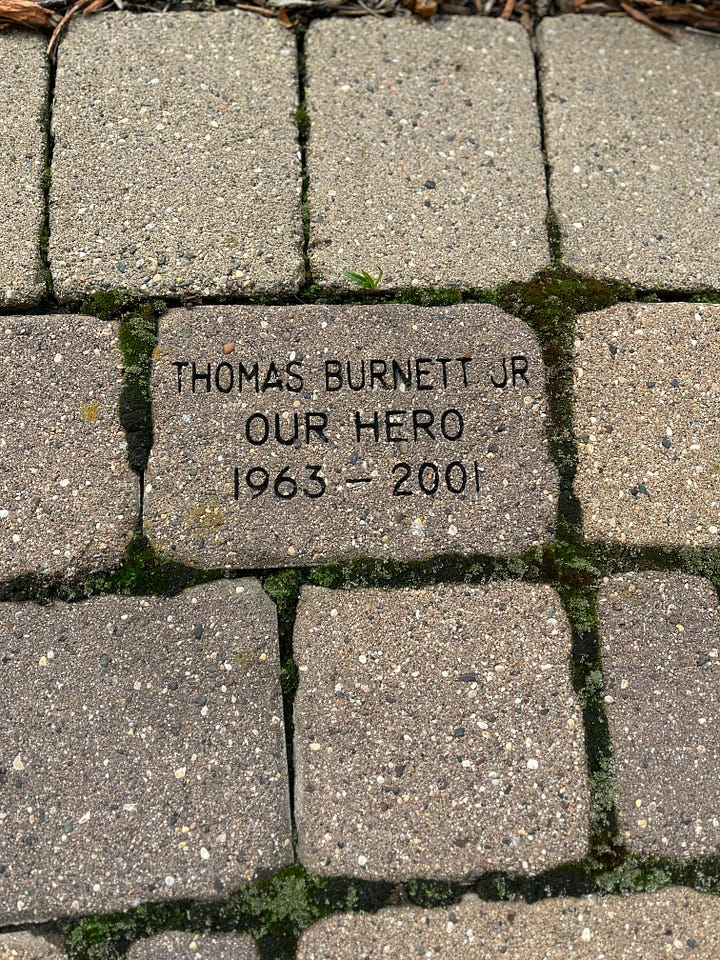 THOMAS BURNETT JR
OUR HERO
1963 - 2001